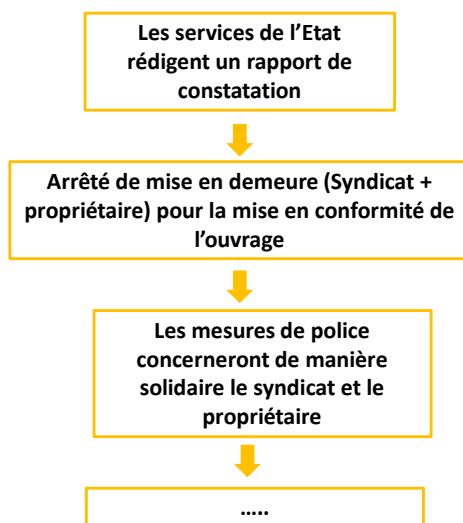 Les services de l’Etat
rédigent un rapport de
constatation
Arrêté de mise en demeure (Syndicat +
propriétaire) pour la mise en conformité de
l’ouvrage
Les mesures de police
concerneront de manière
solidaire le syndicat et le
propriétaire
…..